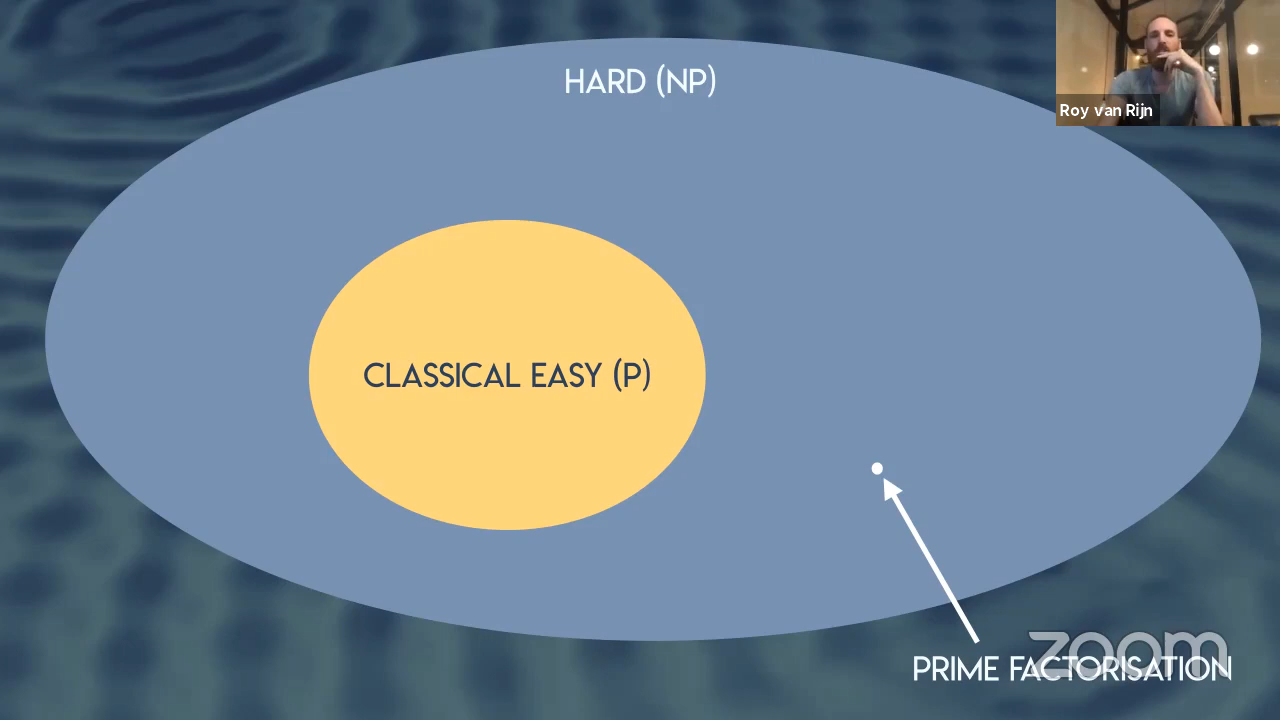 HARD (NP)
Roy van Rijn
CLASSICAL EASY (P)
zoom
PRIME FACTORISATION